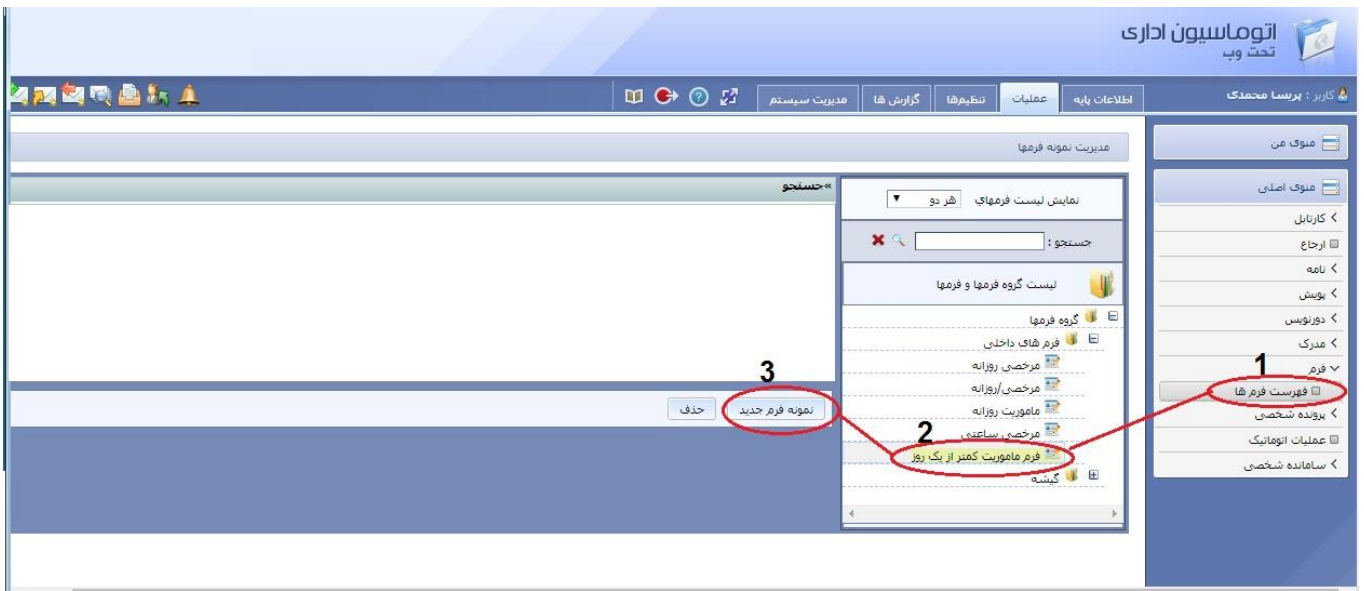 اتوماسیون اداری
تحت وب
کاربر : پریسا محمدی
اطلاعات پایه
عملیات
تنظیم‌ها
گزارش ها
مدیریت سیستم
منوی من
منوی اصلی
> کارتابل
ارجاع
> نامه
> پویش
> دورنویس
> مدرک
فرم
1
فهرست فرم ها
> پرونده شخصی
عملیات اتوماتیک
> سامانده شخصی
مدیریت نمونه فرمها
نمایش لیست فرمهاي هر دو
جستجو :
لیست گروه فرمها و فرمها
گروه فرمها
فرم های داخلی
مرخصی روزانه
مرخصی/روزانه
ماموریت روزانه
مرخصی ساعتی
2
فرم ماموریت کمتر از یک روز
گیشه
»جستجو
3
نمونه فرم جدید
حذف